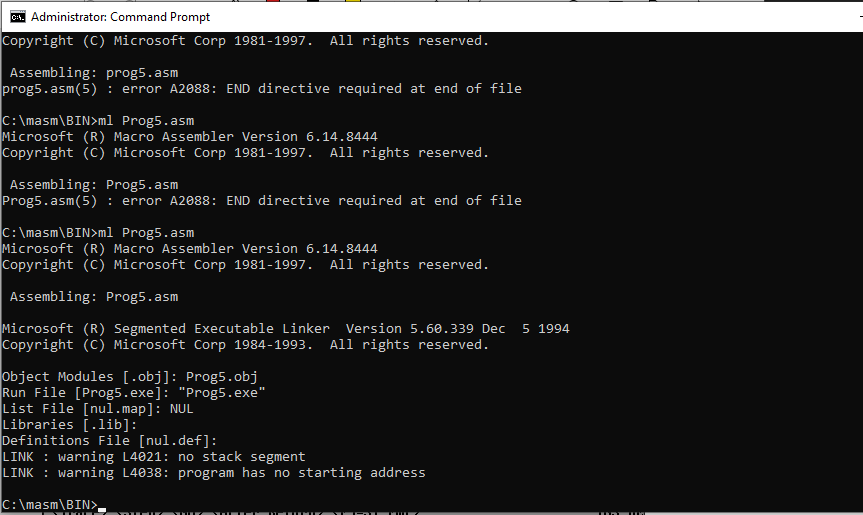 Administrator: Command Prompt
Copyright (C) Microsoft Corp 1981-1997.  All rights reserved.
Assembling: prog5.asm
prog5.asm(5) : error A2088: END directive required at end of file
C:\masm\BIN>ml Prog5.asm
Microsoft (R) Macro Assembler Version 6.14.8444
Copyright (C) Microsoft Corp 1981-1997.  All rights reserved.
Assembling: Prog5.asm
Prog5.asm(5) : error A2088: END directive required at end of file
C:\masm\BIN>ml Prog5.asm
Microsoft (R) Macro Assembler Version 6.14.8444
Copyright (C) Microsoft Corp 1981-1997.  All rights reserved.
Assembling: Prog5.asm
Microsoft (R) Segmented Executable Linker  Version 5.60.339 Dec  5 1994
Copyright (C) Microsoft Corp 1984-1993.  All rights reserved.
Object Modules [.obj]: Prog5.obj
Run File [Prog5.exe]: "Prog5.exe"
List File [nul.map]: NUL
Libraries [.lib]:
Definitions File [nul.def]:
LINK : warning L4021: no stack segment
LINK : warning L4038: program has no starting address
C:\masm\BIN>